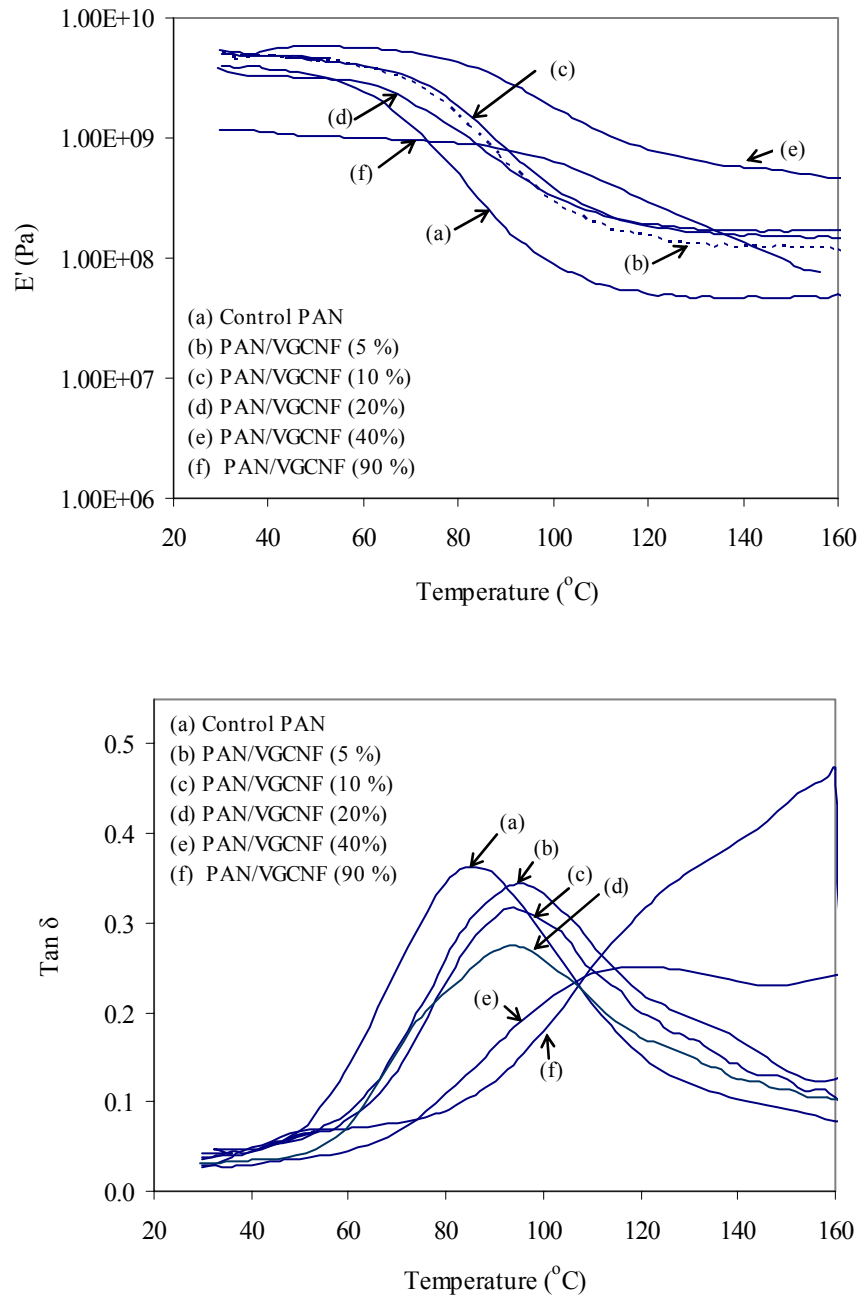 1.00E+10
1.00E+09
1.00E+08
1.00E+07
1.00E+06
E' (Pa)
(c)
(d)
(e)
(f)
(a)
(b)
(a) Control PAN
(b) PAN/VGCNF (5 %)
(c) PAN/VGCNF (10 %)
(d) PAN/VGCNF (20%)
(e) PAN/VGCNF (40%)
(f) PAN/VGCNF (90 %)
20 40 60 80 100 120 140 160
Temperature (°C)
(a) Control PAN
(b) PAN/VGCNF (5 %)
(c) PAN/VGCNF (10 %)
(d) PAN/VGCNF (20%)
(e) PAN/VGCNF (40%)
(f) PAN/VGCNF (90 %)
0.5
0.4
0.3
0.2
0.1
0.0
Tan δ
(a)
(b)
(c)
(d)
(e)
(f)
20 40 60 80 100 120 140 160
Temperature (°C)